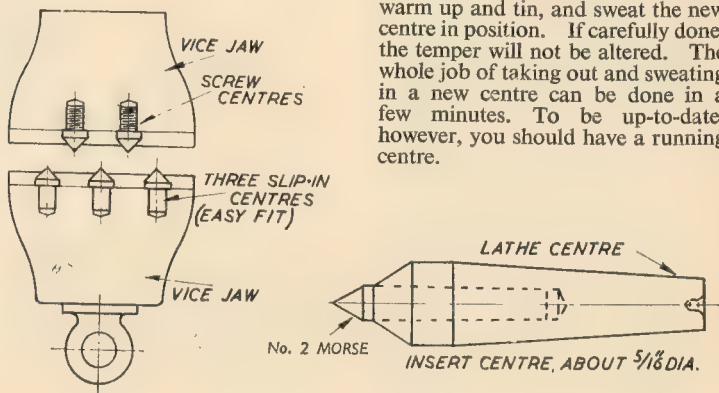 warm up and tin, and sweat the new
centre in position. If carefully done,
the temper will not be altered. The
whole job of taking out and sweating
in a new centre can be done in a
few minutes. To be up-to-date,
however, you should have a running
centre.
VICE JAW
SCREW
CENTRES
THREE SLIP-IN
CENTRES
(EASY FIT)
VICE JAW
LATHE CENTRE
No. 2 MORSE
INSERT CENTRE, ABOUT 5/16" DIA.